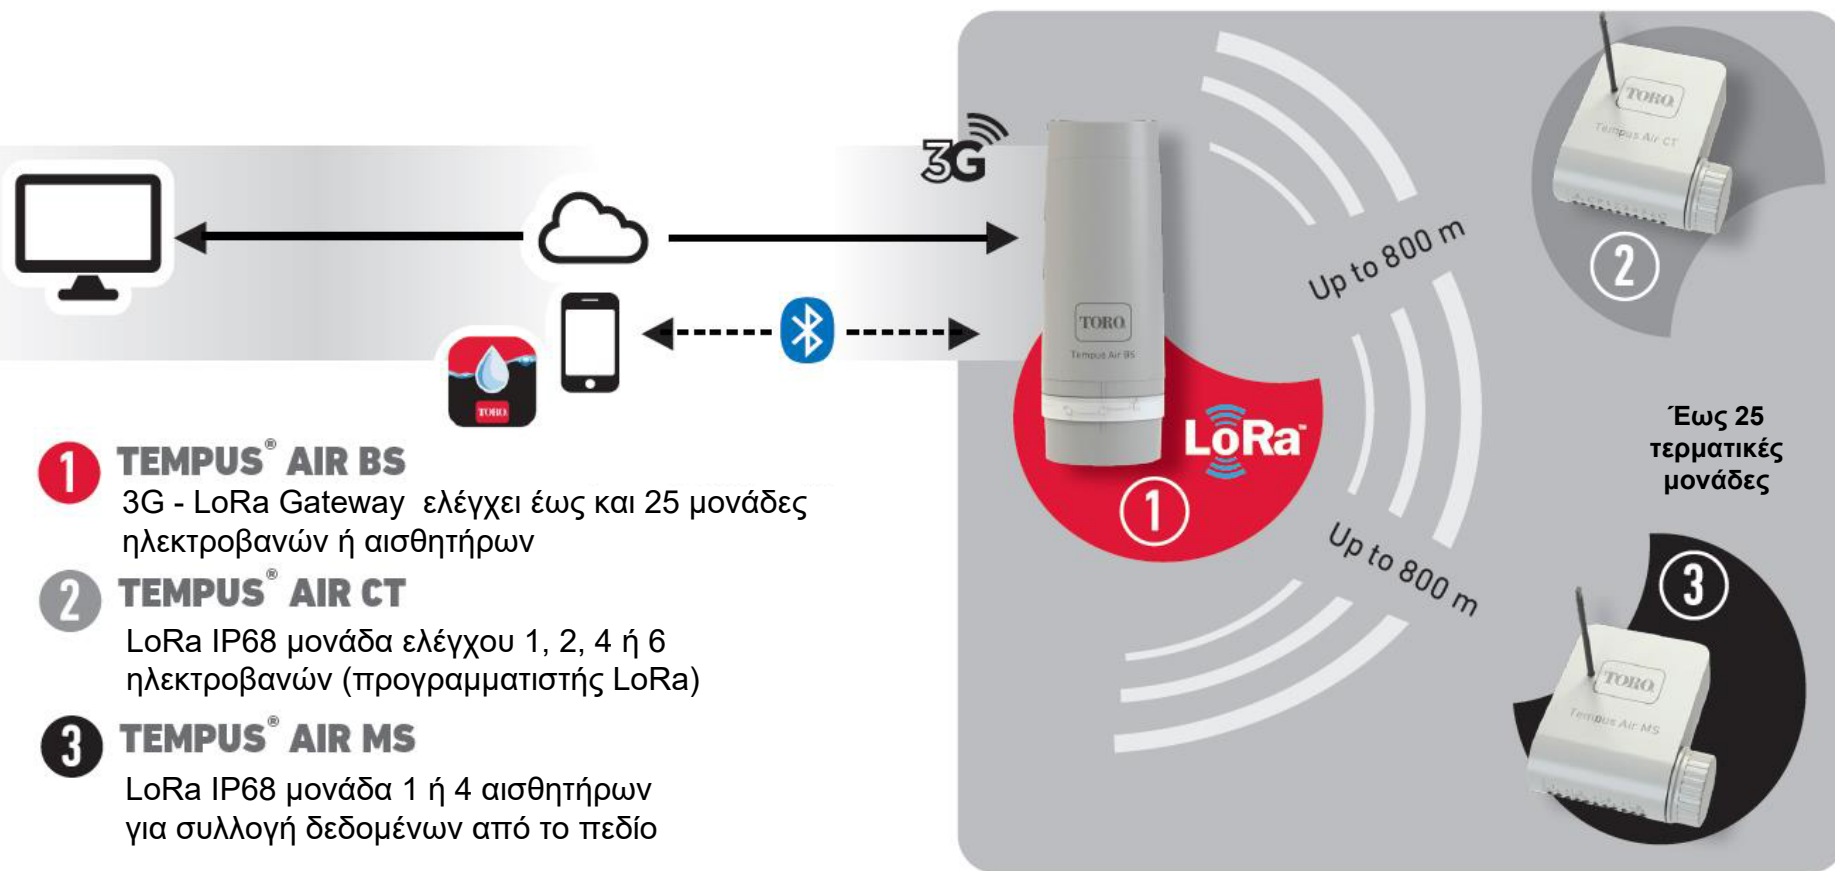 3G
TORO
Tempus Air BS
LoRa™
1
Up to 800 m
Up to 800 m
TORO
Tempus Air CT
2
Έως 25
τερματικές
μονάδες
3
TORO
Tempus Air MS
TORO
1 TEMPUS® AIR BS
3G - LoRa Gateway ελέγχει έως και 25 μονάδες
ηλεκτροβανών ή αισθητήρων
2 TEMPUS® AIR CT
LoRa IP68 μονάδα ελέγχου 1, 2, 4 ή 6
ηλεκτροβανών (προγραμματιστής LoRa)
3 TEMPUS® AIR MS
LoRa IP68 μονάδα 1 ή 4 αισθητήρων
για συλλογή δεδομένων από το πεδίο